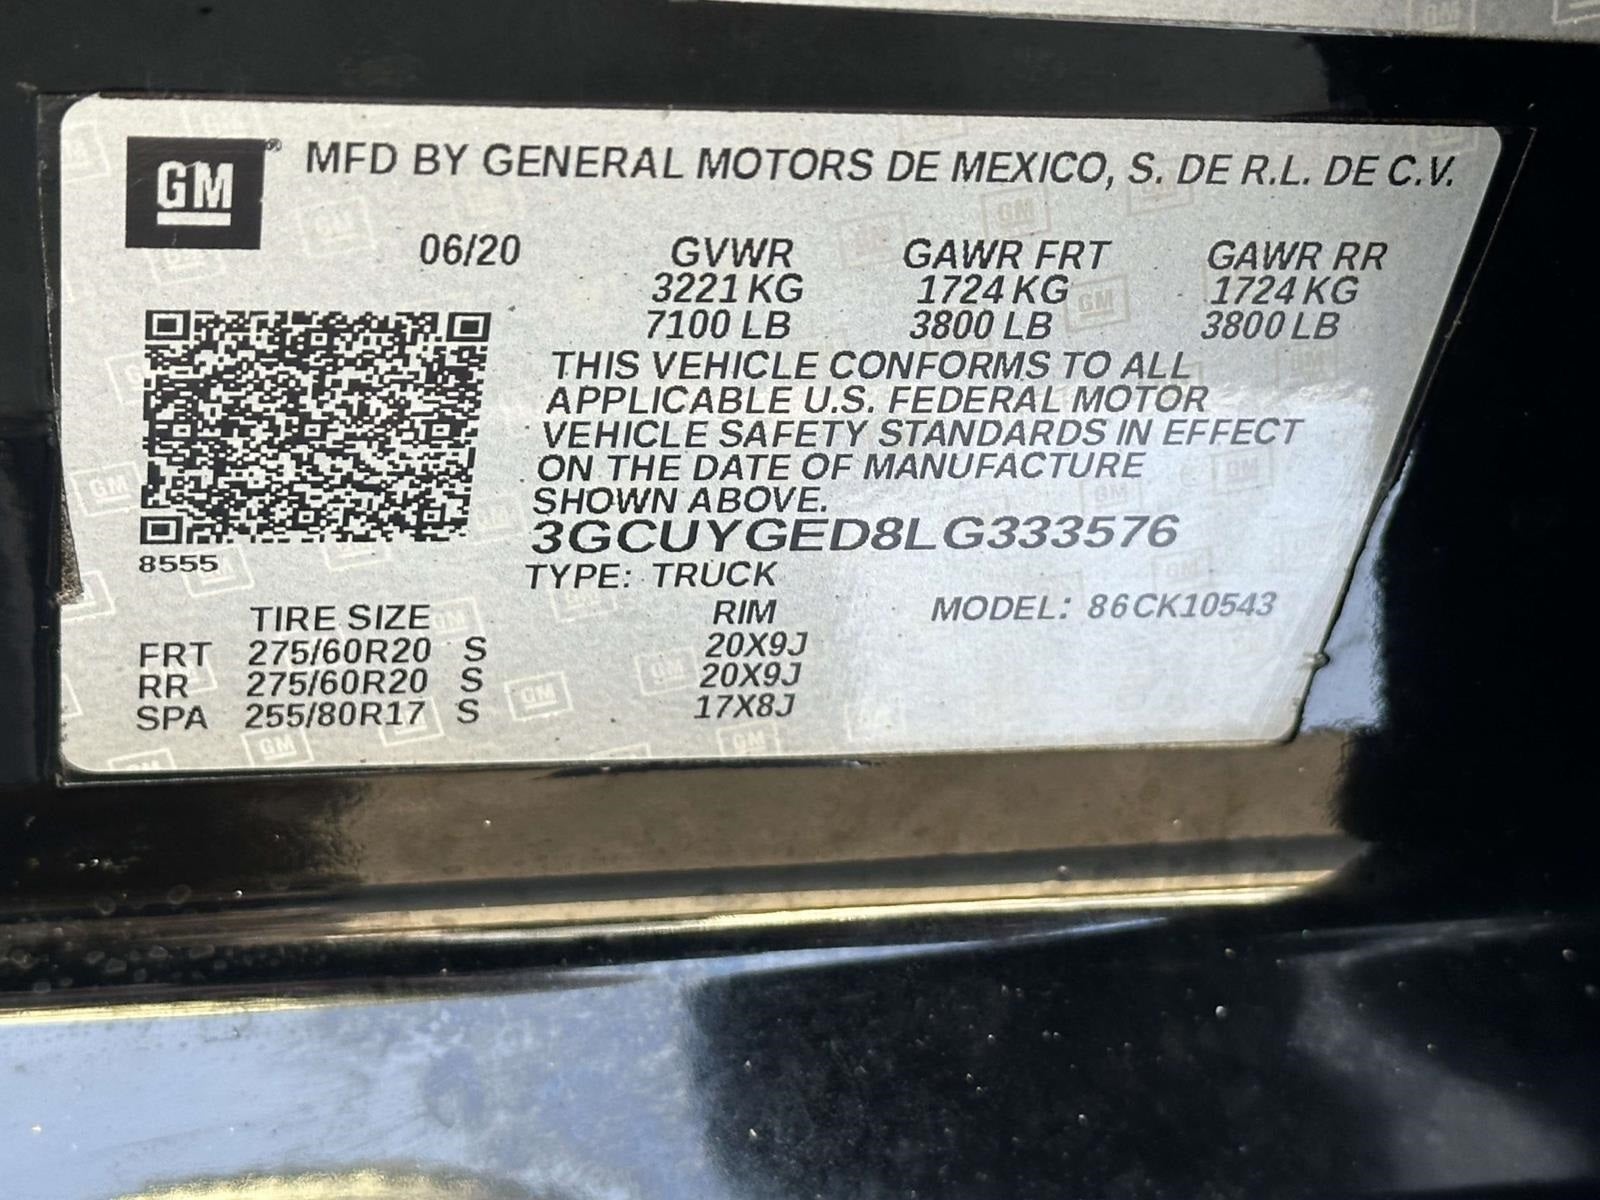 GM® MFD BY GENERAL MOTORS DE MEXICO, S. DE R.L. DE C.V.
06/20 GVWR GAWR FRT GAWR RR
3221 KG 1724 KG 1724 KG
7100 LB 3800 LB 3800 LB
THIS VEHICLE CONFORMS TO ALL
APPLICABLE U.S. FEDERAL MOTOR
VEHICLE SAFETY STANDARDS IN EFFECT
ON THE DATE OF MANUFACTURE
SHOWN ABOVE.
3GCUYGED8LG333576
8555
TYPE: TRUCK
MODEL: 86CK10543
TIRE SIZE RIM
FRT 275/60R20 S 20X9J
RR 275/60R20 S 20X9J
SPA 255/80R17 S 17X8J